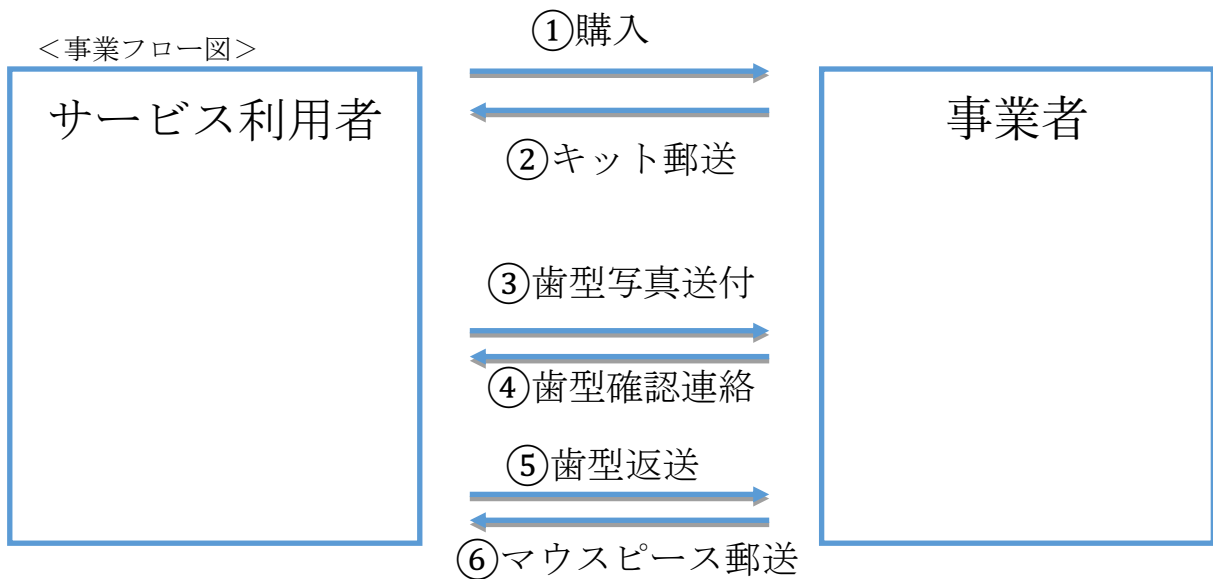 ①購入
＜事業フロー図＞
サービス利用者
事業者
②キット郵送
③歯型写真送付
④歯型確認連絡
⑤歯型返送
⑥マウスピース郵送